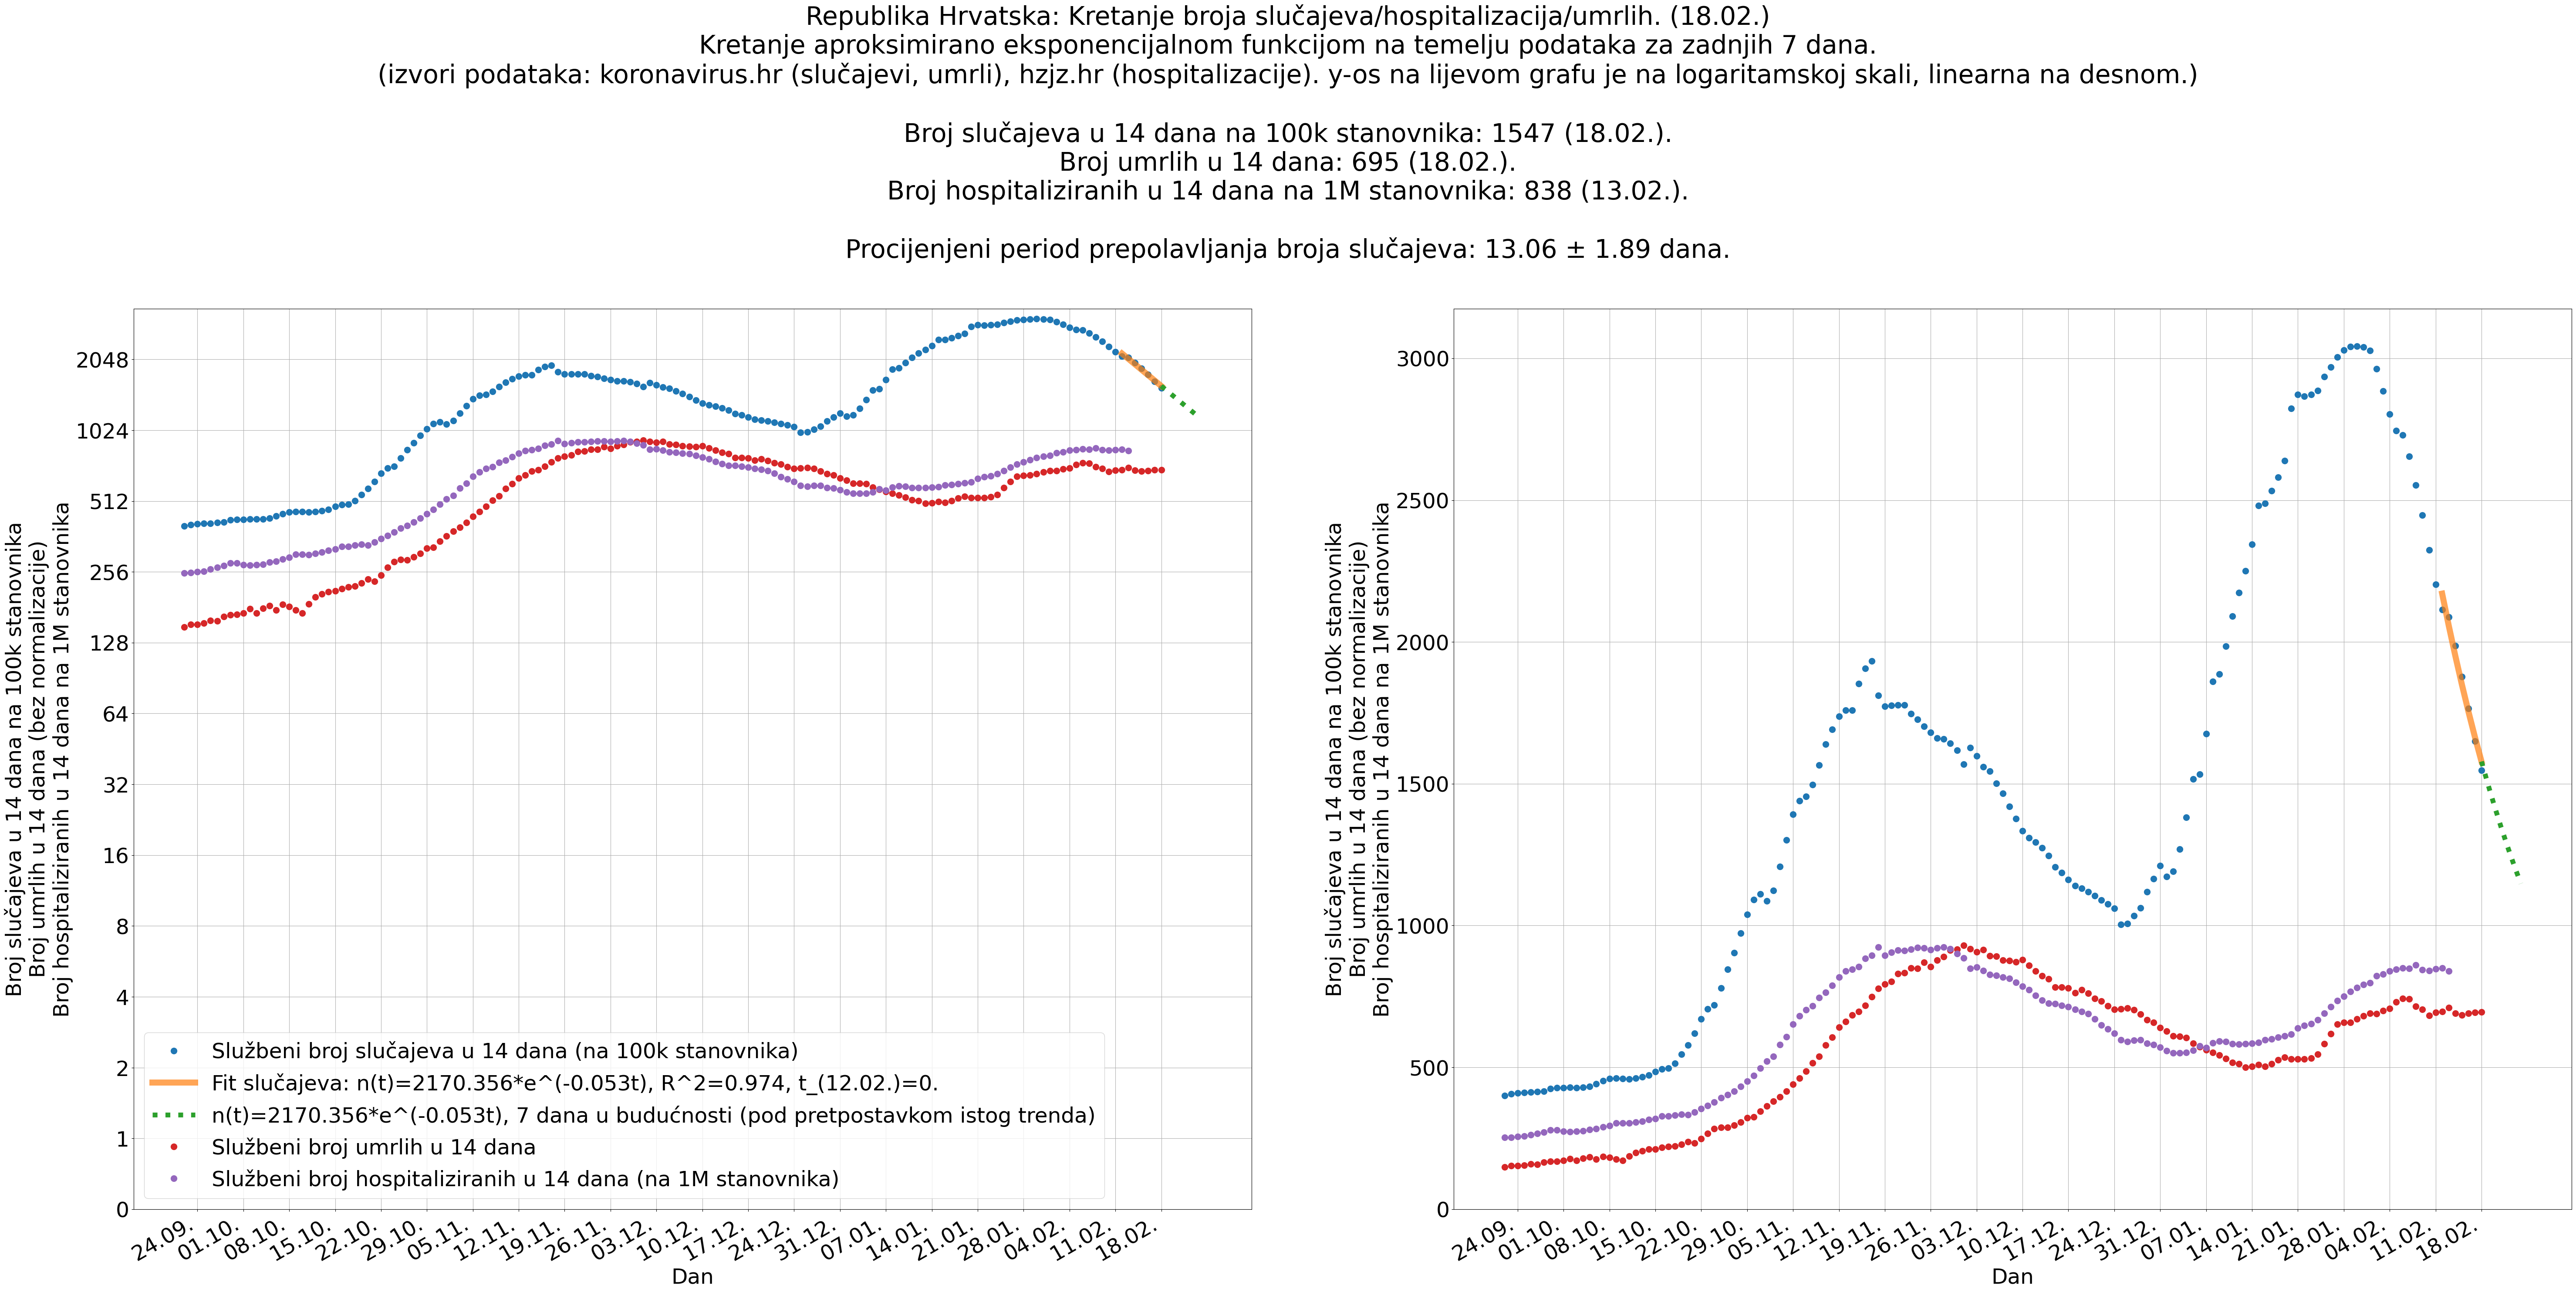 Republika Hrvatska: Kretanje broja slučajeva/hospitalizacija/umrlih. (18.02.)
Kretanje aproksimirano eksponencijalnom funkcijom na temelju podataka za zadnjih 7 dana.
(izvori podataka: koronavirus.hr (slučajevi, umrli), hzjz.hr (hospitalizacije). y-os na lijevom grafu je na logaritamskoj skali, linearna na desnom.)
Broj slučajeva u 14 dana na 100k stanovnika: 1547 (18.02.).
Broj umrlih u 14 dana: 695 (18.02.).
Broj hospitaliziranih u 14 dana na 1M stanovnika: 838 (13.02.).
Procijenjeni period prepolavljanja broja slučajeva: 13.06 ± 1.89 dana.
Broj slučajeva u 14 dana na 100k stanovnika
Broj umrlih u 14 dana (bez normalizacije)
Broj hospitaliziranih u 14 dana na 1M stanovnika
2048
1024
512
256
128
64
32
16
8
4
2
1
0
Službeni broj slučajeva u 14 dana (na 100k stanovnika)
Fit slučajeva: n(t)=2170.356*e^(-0.053t), R^2=0.974, t_(12.02.)=0.
n(t)=2170.356*e^(-0.053t), 7 dana u budućnosti (pod pretpostavkom istog trenda)
Službeni broj umrlih u 14 dana
Službeni broj hospitaliziranih u 14 dana (na 1M stanovnika)
24.09. 01.10. 08.10. 15.10. 22.10. 29.10. 05.11. 12.11. 19.11. 26.11. 03.12. 10.12. 17.12. 24.12. 31.12. 07.01. 14.01. 21.01. 28.01. 04.02. 11.02. 18.02.
Dan
Broj slučajeva u 14 dana na 100k stanovnika
Broj umrlih u 14 dana (bez normalizacije)
Broj hospitaliziranih u 14 dana na 1M stanovnika
3000
2500
2000
1500
1000
500
0
24.09. 01.10. 08.10. 15.10. 22.10. 29.10. 05.11. 12.11. 19.11. 26.11. 03.12. 10.12. 17.12. 24.12. 31.12. 07.01. 14.01. 21.01. 28.01. 04.02. 11.02. 18.02.
Dan